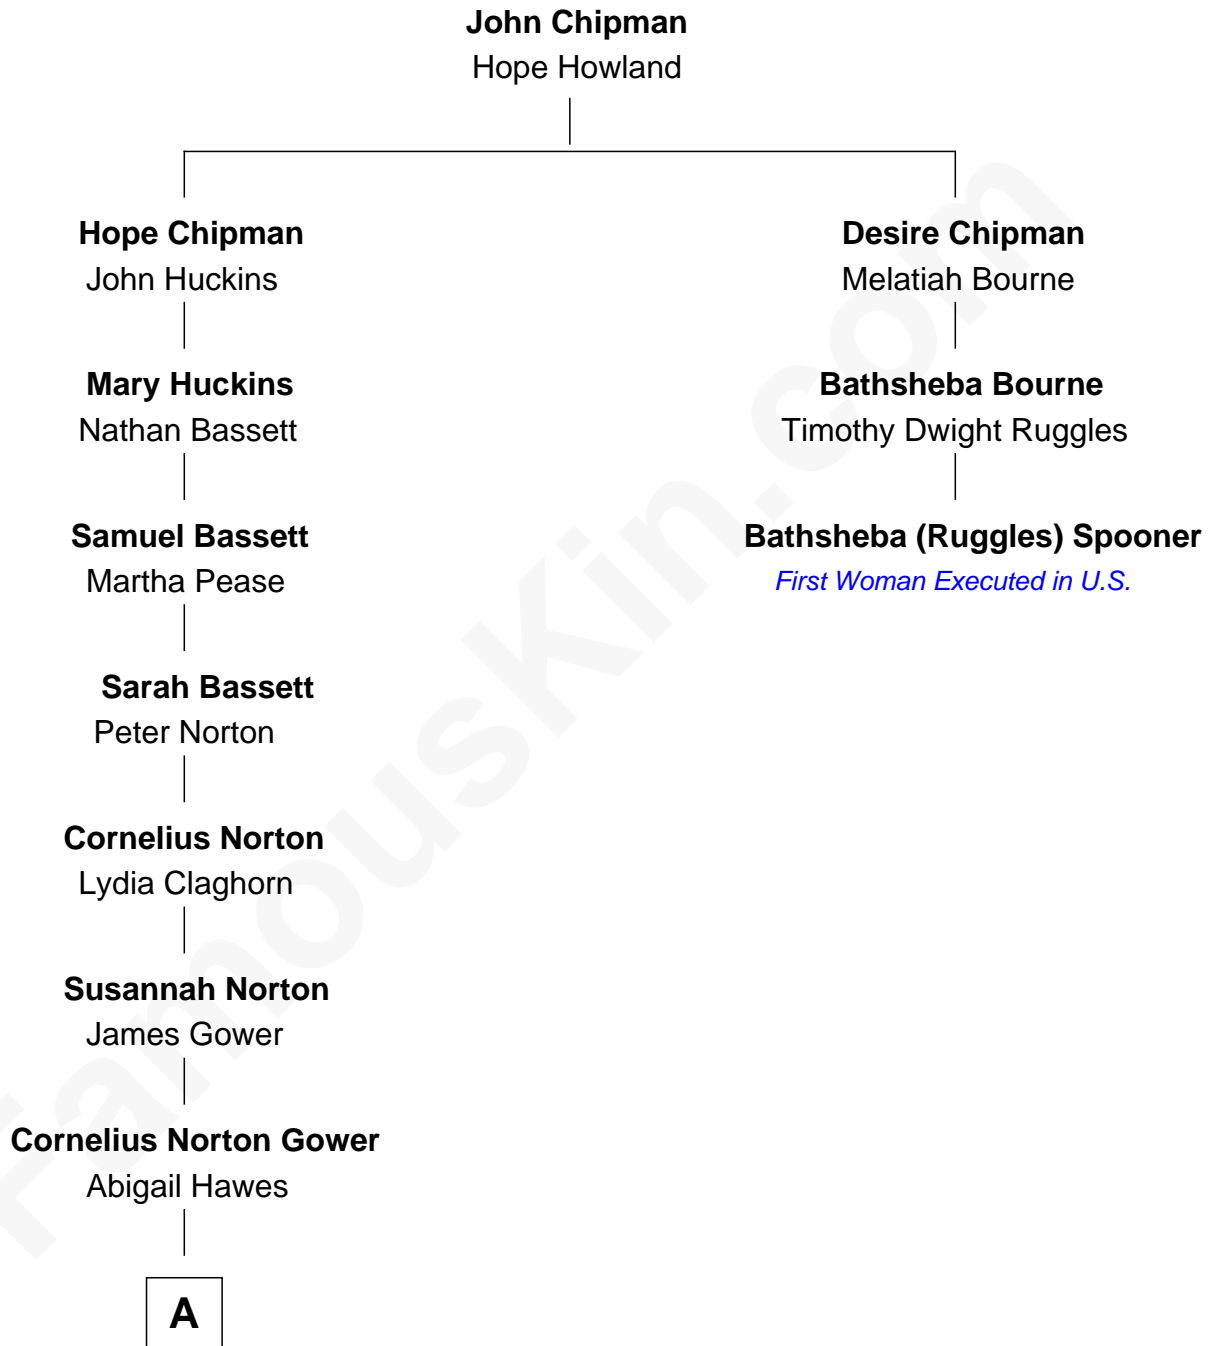 John Chipman
Hope Howland
Hope Chipman
John Huckins
Desire Chipman
Melatiah Bourne
Mary Huckins
Nathan Bassett
Bathsheba Bourne
Timothy Dwight Ruggles
Samuel Bassett
Martha Pease
Bathsheba (Ruggles) Spooner
First Woman Executed in U.S.
Sarah Bassett
Peter Norton
Cornelius Norton
Lydia Claghorn
Susannah Norton
James Gower
Cornelius Norton Gower
Abigail Hawes
A
FamousKin.com